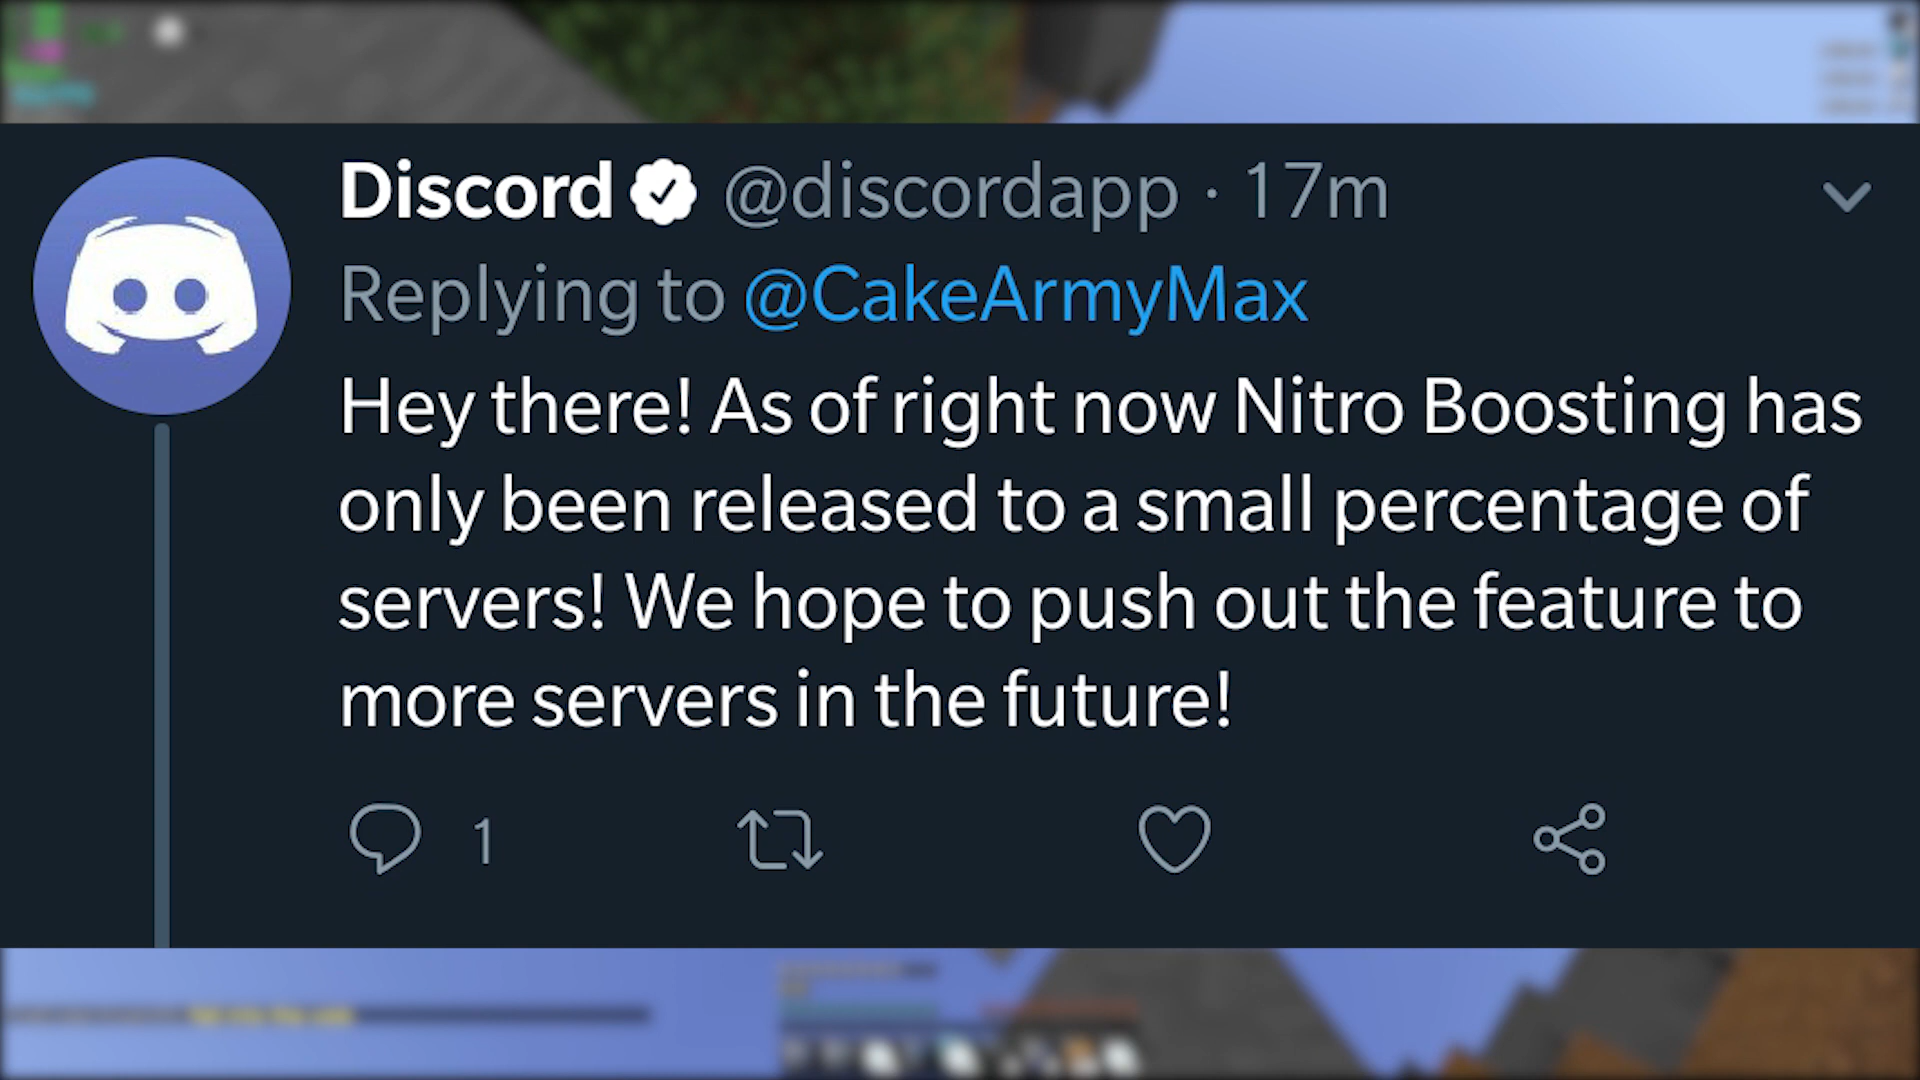 Discord @discordapp · 17m
Replying to @CakeArmyMax
Hey there! As of right now Nitro Boosting has
only been released to a small percentage of
servers! We hope to push out the feature to
more servers in the future!
1